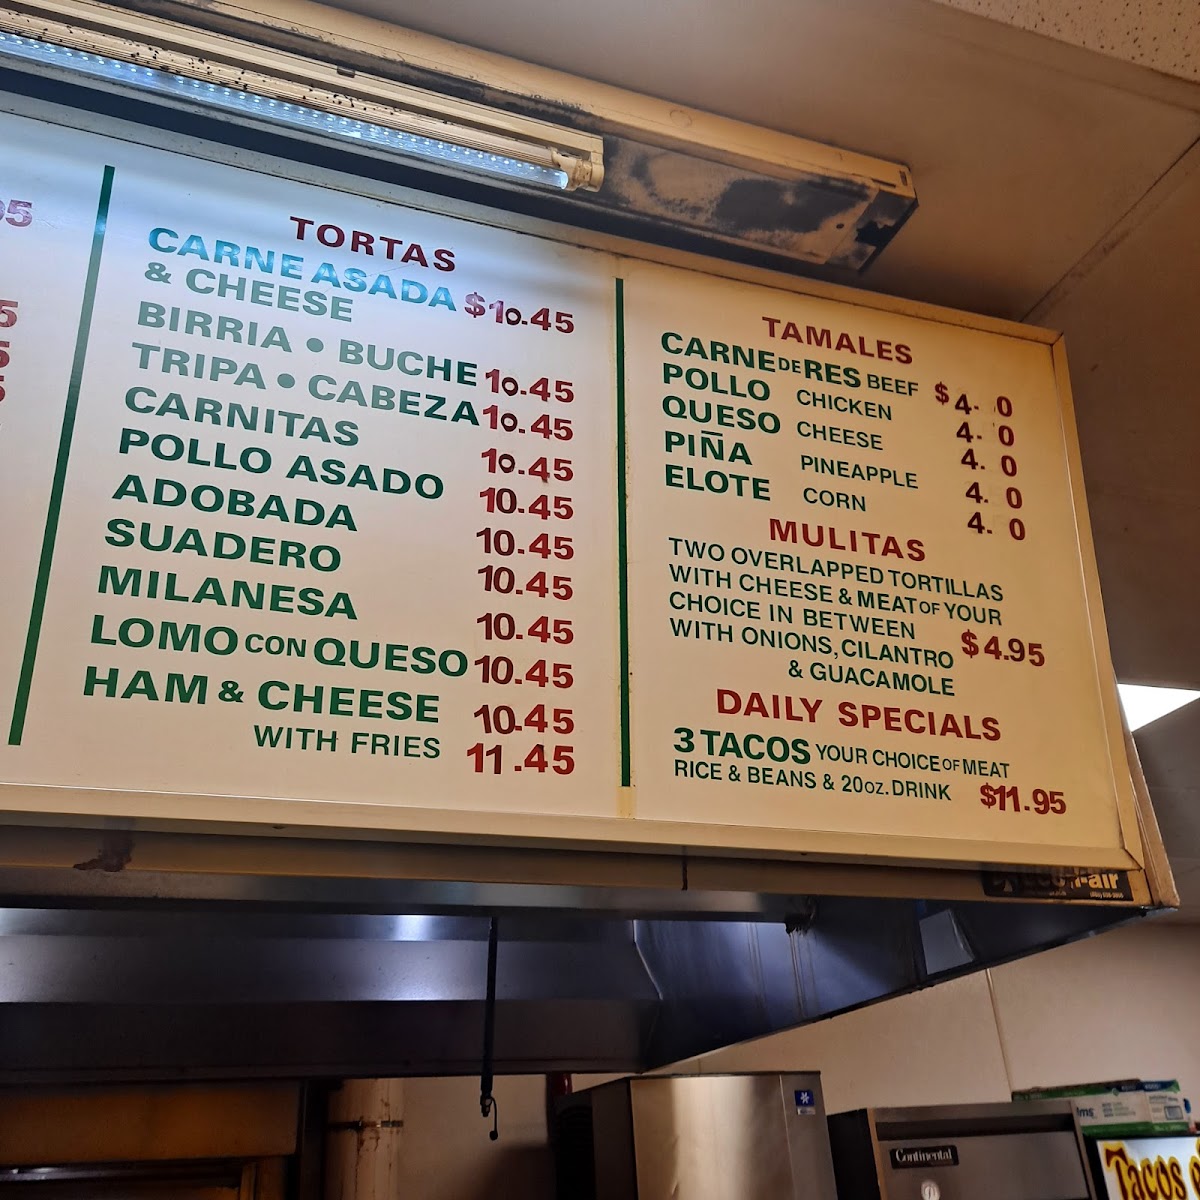 TORTAS
CARNE ASADA
& CHEESE $10.45
BIRRIA • BUCHE 10.45
TRIPA • CABEZA 10.45
CARNITAS 10.45
POLLO ASADO 10.45
ADOBADA 10.45
SUADERO 10.45
MILANESA 10.45
LOMO CON QUESO 10.45
HAM & CHEESE 10.45
WITH FRIES 11.45
TAMALES
CARNE DE RES BEEF $4. 0
POLLO CHICKEN 4. 0
QUESO CHEESE 4. 0
PIÑA PINEAPPLE 4. 0
ELOTE CORN 4. 0
MULITAS
TWO OVERLAPPED TORTILLAS
WITH CHEESE & MEAT OF YOUR
CHOICE IN BETWEEN
WITH ONIONS, CILANTRO $4.95
& GUACAMOLE
DAILY SPECIALS
3 TACOS YOUR CHOICE OF MEAT
RICE & BEANS & 20oz. DRINK $11.95
Continental
Tacos